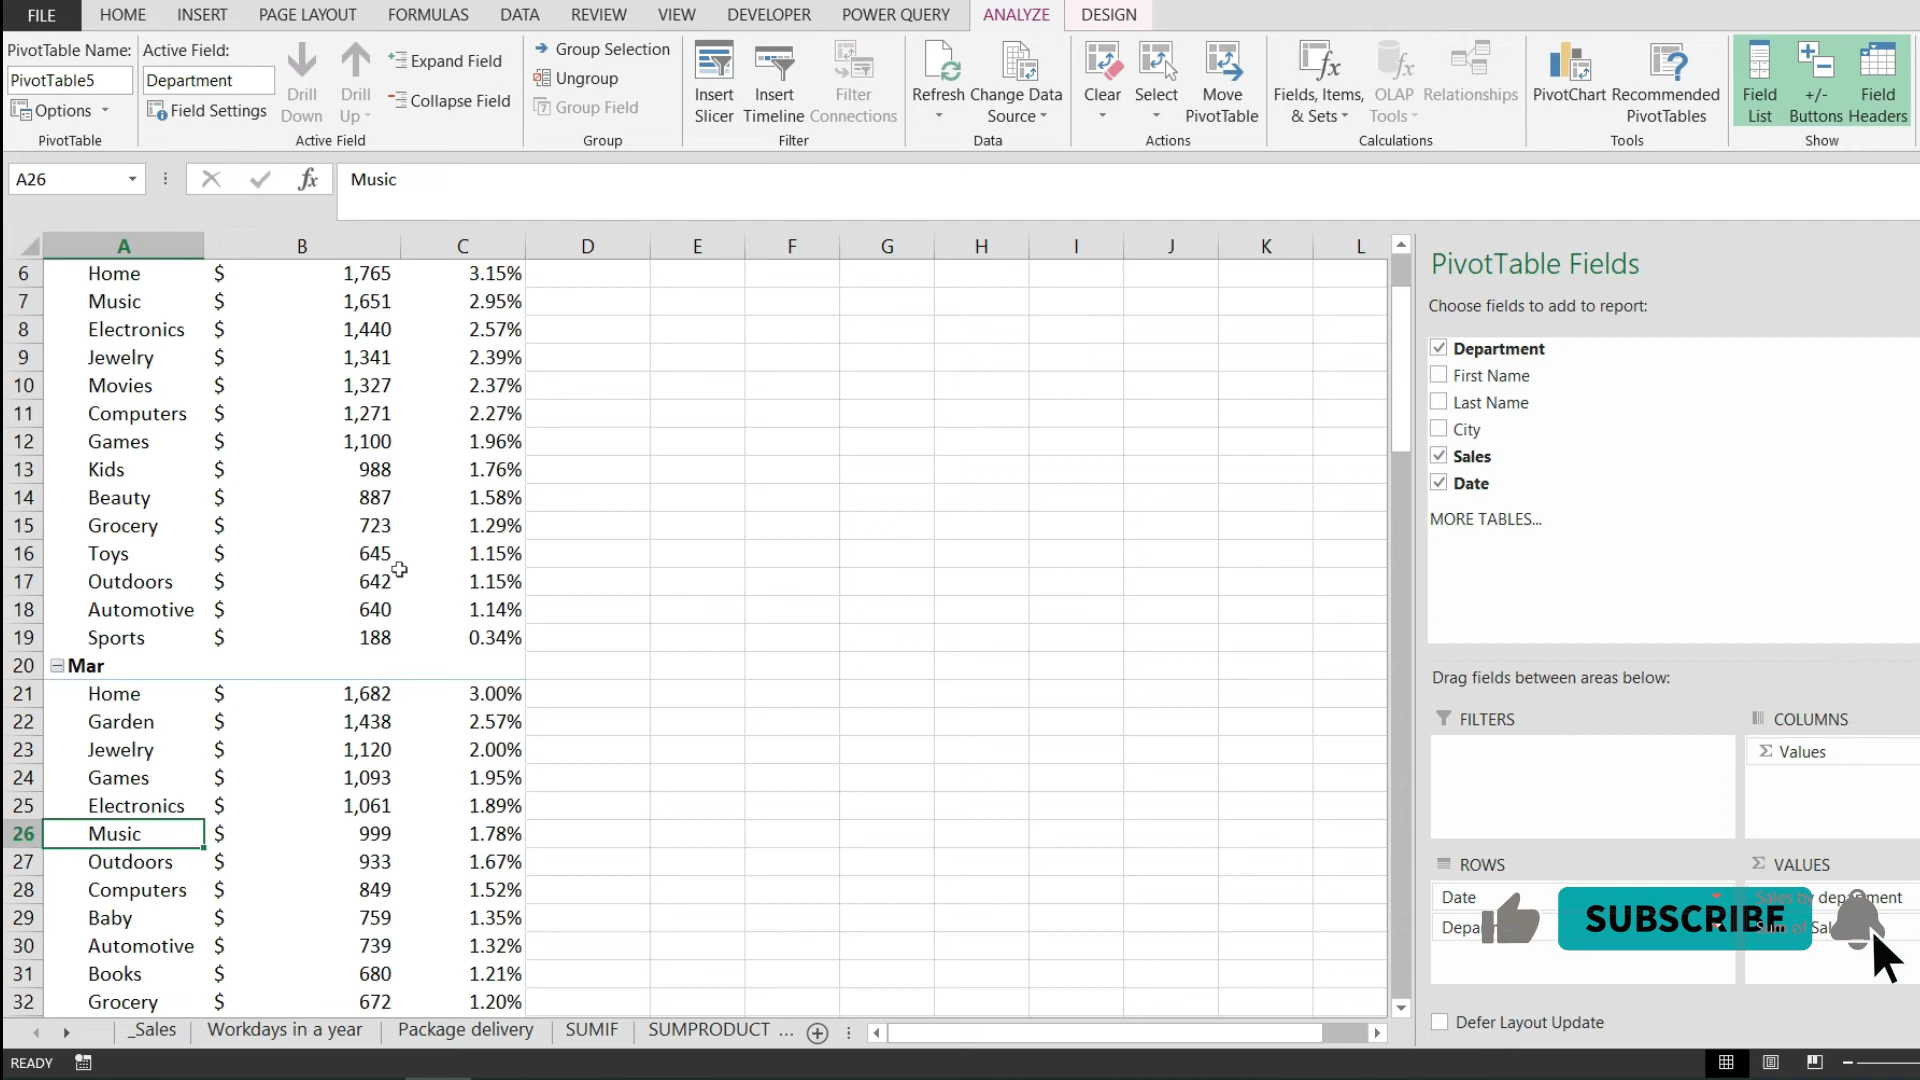 FILE HOME INSERT PAGE LAYOUT FORMULAS DATA REVIEW VIEW DEVELOPER POWER QUERY ANALYZE DESIGN
PivotTable Name:
PivotTable5
Options
PivotTable
Active Field:
Department
Field Settings
Drill Down
Drill Up
Expand Field
Collapse Field
Active Field
Group Selection
Ungroup
Group Field
Group
Insert Slicer
Insert Timeline
Filter Connections
Filter
Refresh
Change Data Source
Data
Clear
Select
Move PivotTable
Actions
Fields, Items, & Sets
OLAP Tools
Relationships
Calculations
PivotChart
Recommended PivotTables
Tools
Field List
+/- Buttons
Field Headers
Show
A26 fx Music
A B C D E F G H I J K L
6 Home $ 1,765 3.15%
7 Music $ 1,651 2.95%
8 Electronics $ 1,440 2.57%
9 Jewelry $ 1,341 2.39%
10 Movies $ 1,327 2.37%
11 Computers $ 1,271 2.27%
12 Games $ 1,100 1.96%
13 Kids $ 988 1.76%
14 Beauty $ 887 1.58%
15 Grocery $ 723 1.29%
16 Toys $ 645 1.15%
17 Outdoors $ 642 1.15%
18 Automotive $ 640 1.14%
19 Sports $ 188 0.34%
20 Mar
21 Home $ 1,682 3.00%
22 Garden $ 1,438 2.57%
23 Jewelry $ 1,120 2.00%
24 Games $ 1,093 1.95%
25 Electronics $ 1,061 1.89%
26 Music $ 999 1.78%
27 Outdoors $ 933 1.67%
28 Computers $ 849 1.52%
29 Baby $ 759 1.35%
30 Automotive $ 739 1.32%
31 Books $ 680 1.21%
32 Grocery $ 672 1.20%
PivotTable Fields
Choose fields to add to report:
Department
First Name
Last Name
City
Sales
Date
MORE TABLES...
Drag fields between areas below:
FILTERS
COLUMNS
Σ Values
ROWS
Date
Σ VALUES
Sales by department
Sum of
SUBSCRIBE
Defer Layout Update
_Sales Workdays in a year Package delivery SUMIF SUMPRODUCT ...
READY